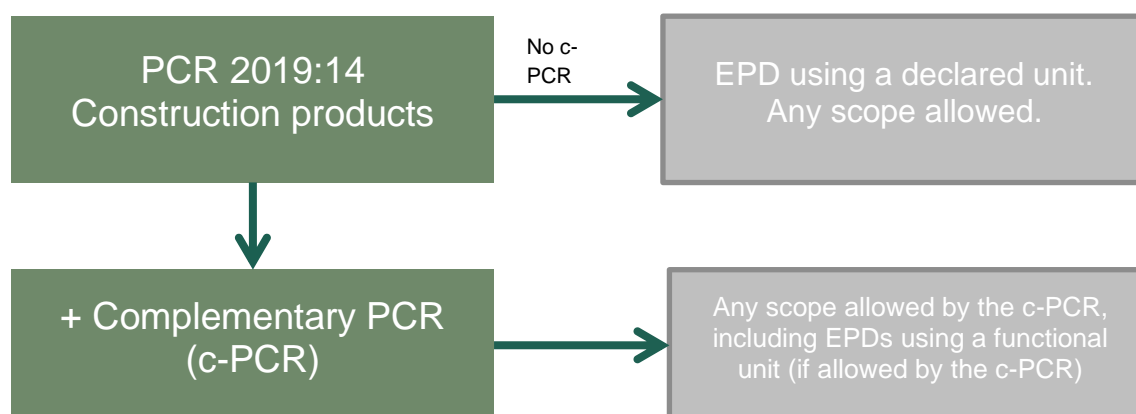 PCR 2019:14
Construction products
No c-
PCR
EPD using a declared unit.
Any scope allowed.
+ Complementary PCR
(c-PCR)
Any scope allowed by the c-PCR,
including EPDs using a functional
unit (if allowed by the c-PCR)